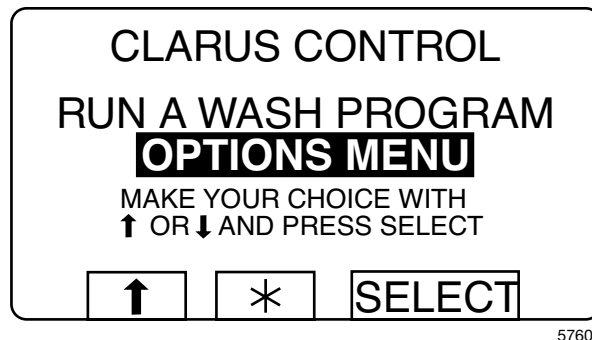 CLARUS CONTROL
RUN A WASH PROGRAM
OPTIONS MENU
MAKE YOUR CHOICE WITH
⬆ OR ⬇ AND PRESS SELECT
⬆ ✳ SELECT
5760